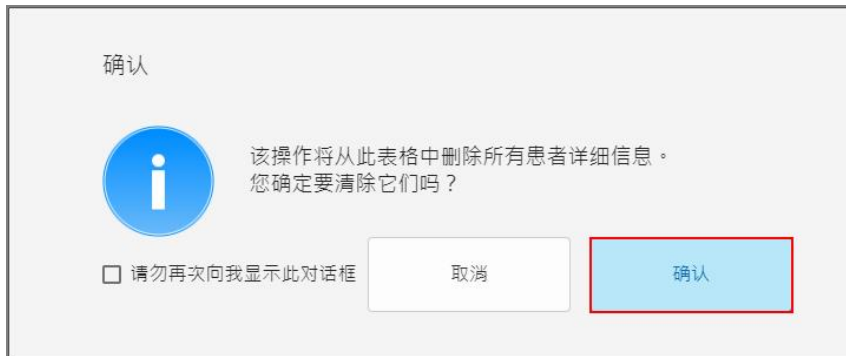 确认
该操作将从此表格中删除所有患者详细信息。
您确定要清除它们吗？
请勿再次向我显示此对话框
取消
确认